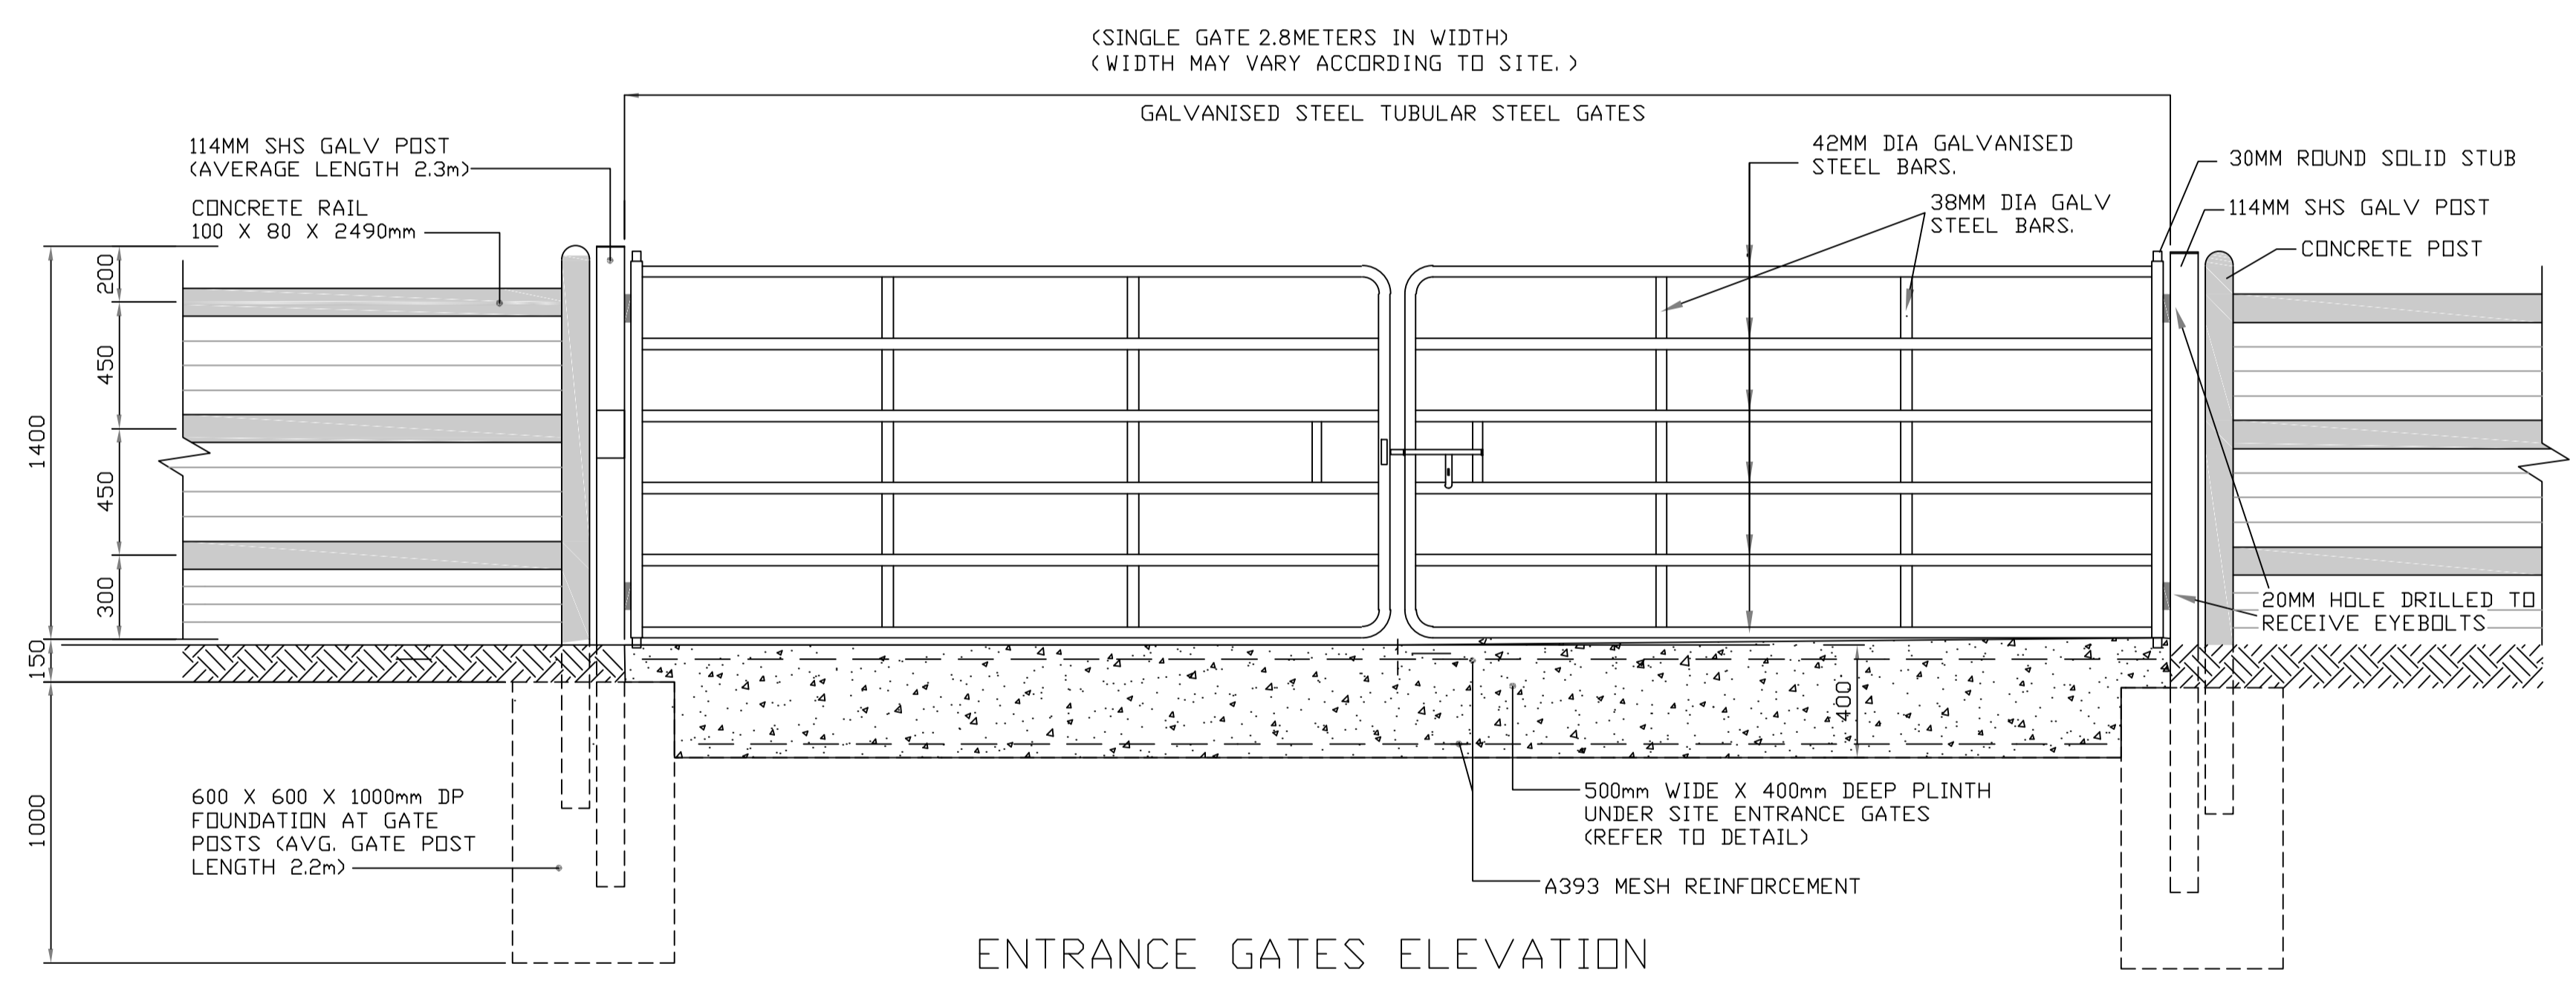 (SINGLE GATE 2.8METERS IN WIDTH)
(WIDTH MAY VARY ACCORDING TO SITE.)
GALVANISED STEEL TUBULAR STEEL GATES
114MM SHS GALV POST
(AVERAGE LENGTH 2.3m)
CONCRETE RAIL
100 X 80 X 2490mm
42MM DIA GALVANISED
STEEL BARS.
38MM DIA GALV
STEEL BARS.
30MM ROUND SOLID STUB
114MM SHS GALV POST
CONCRETE POST
200
450
1400
450
300
150
1000
20MM HOLE DRILLED TO
RECEIVE EYEBOLTS
400
600 X 600 X 1000mm DP
FOUNDATION AT GATE
POSTS (AVG. GATE POST
LENGTH 2.2m)
500mm WIDE X 400mm DEEP PLINTH
UNDER SITE ENTRANCE GATES
(REFER TO DETAIL)
A393 MESH REINFORCEMENT
ENTRANCE GATES ELEVATION